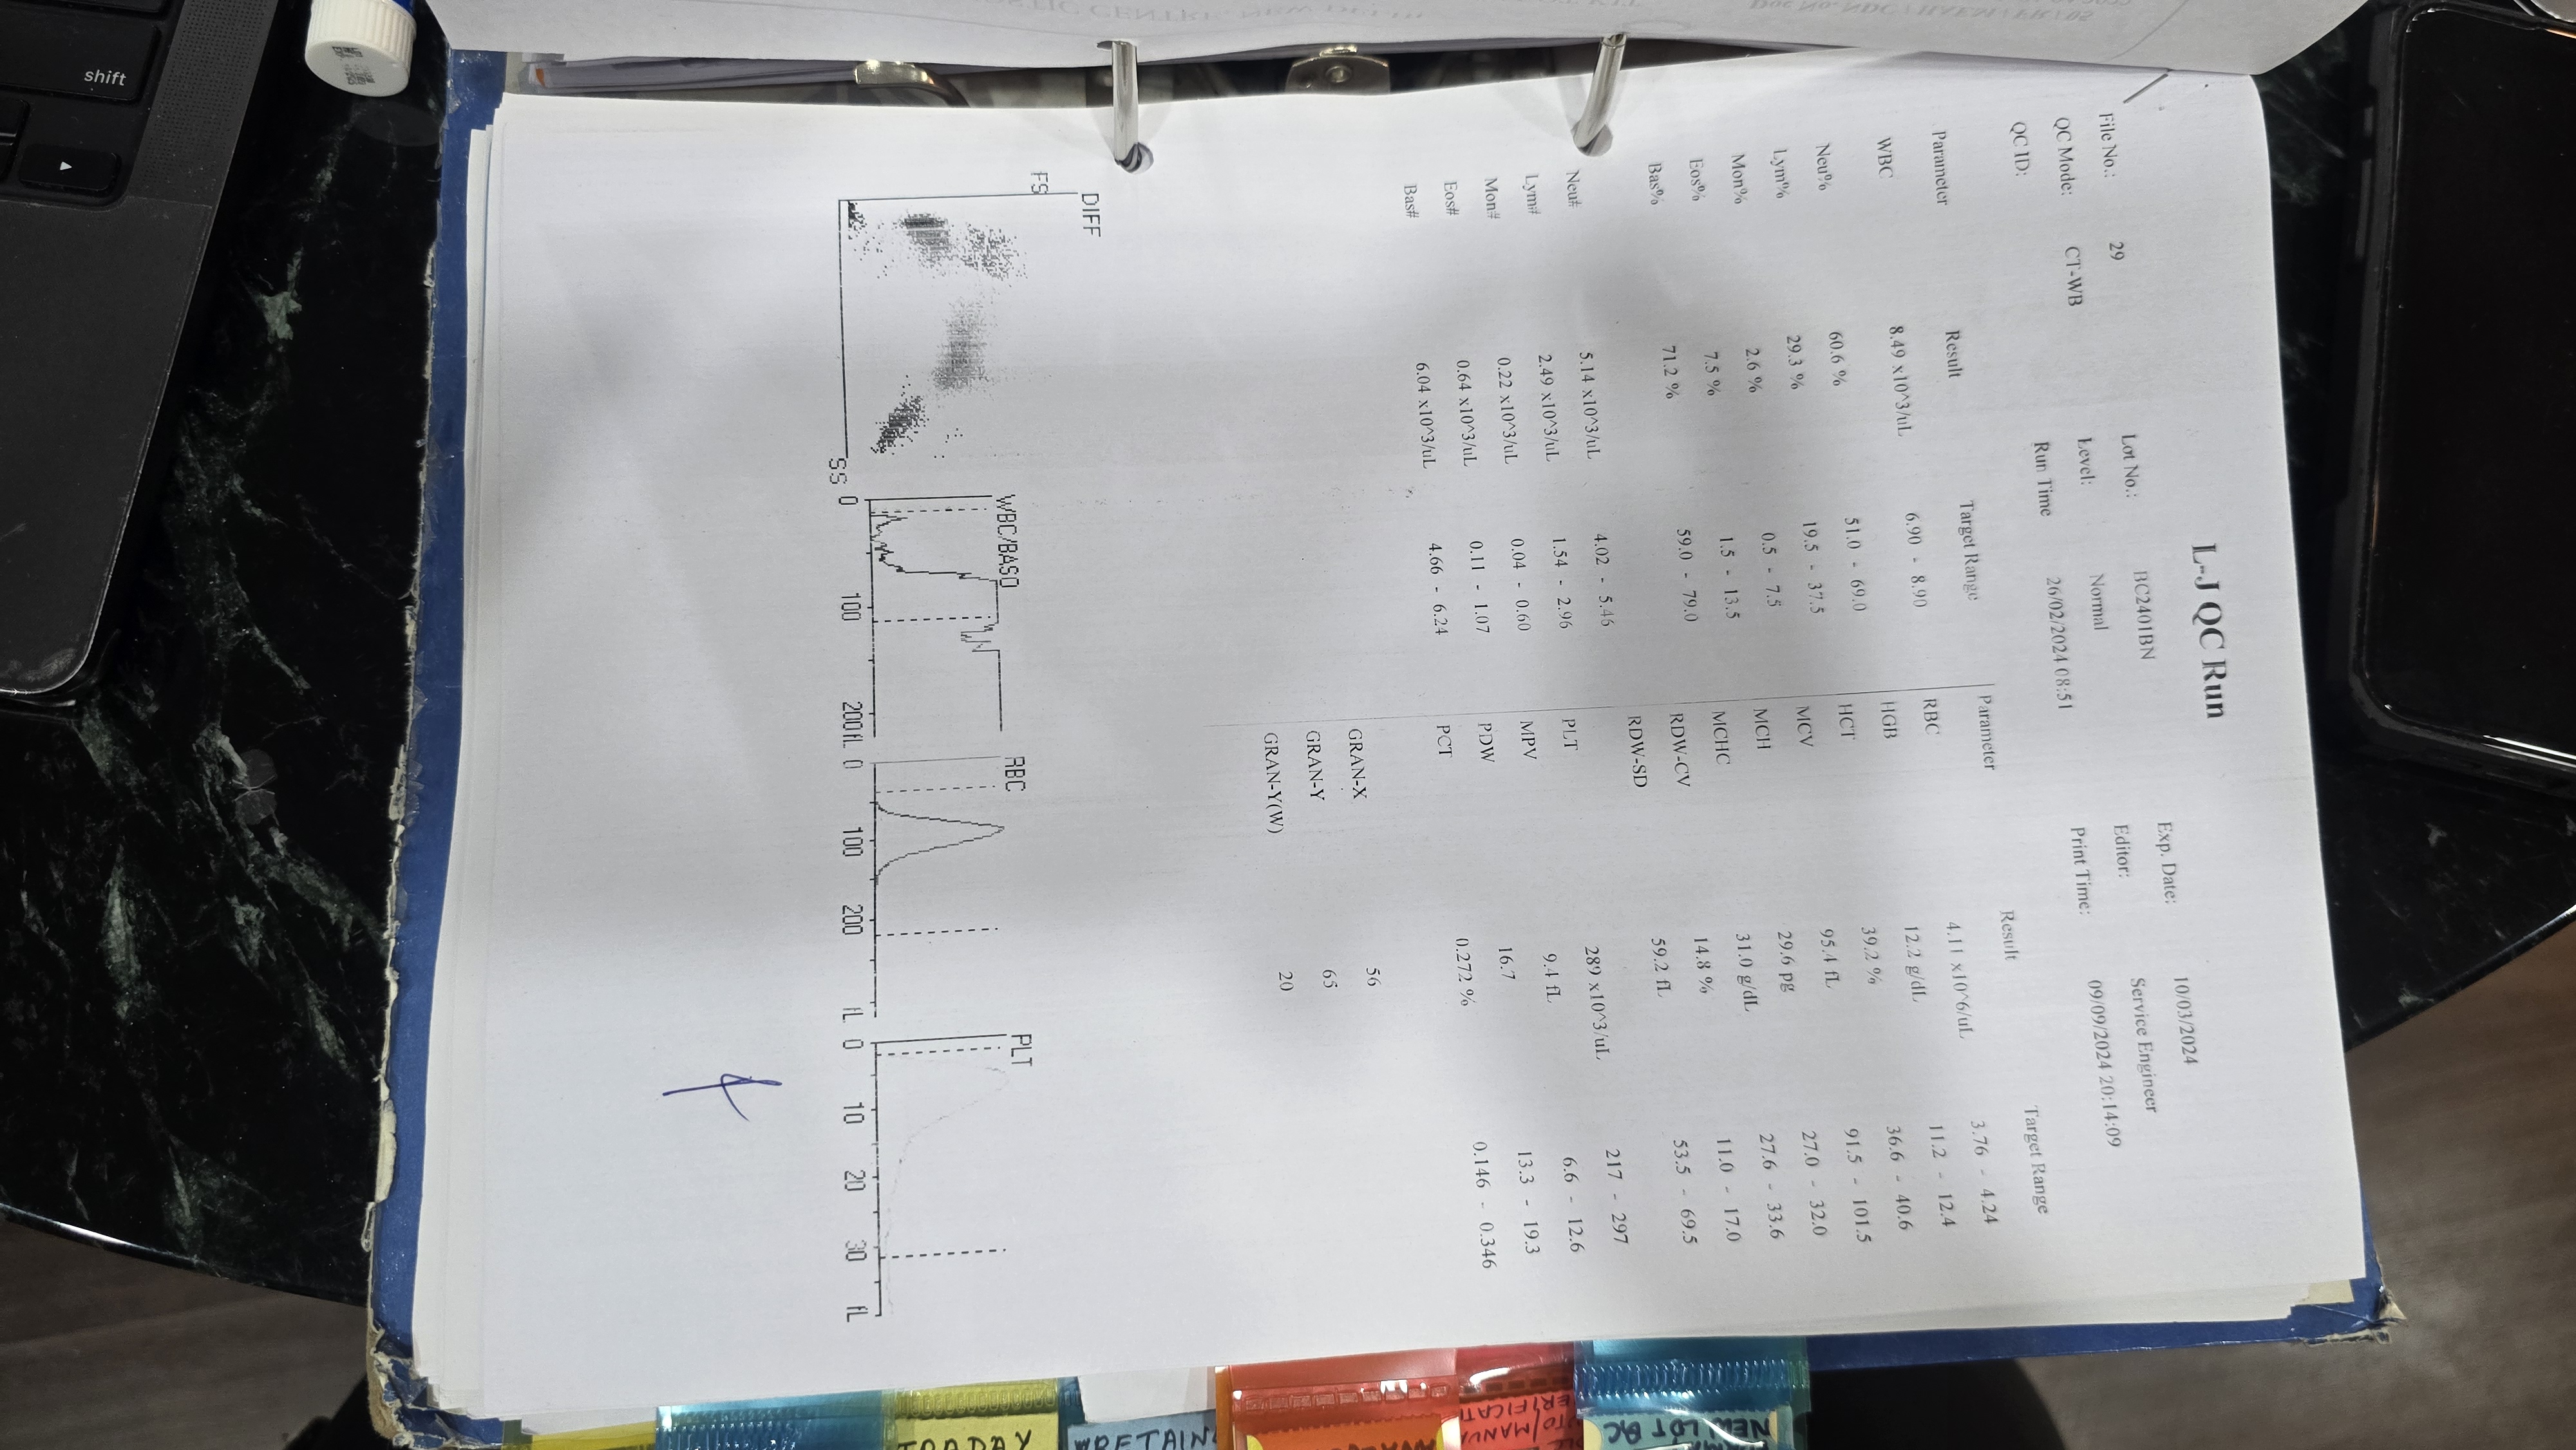 L-J QC Run
File No.: 29 Lot No.: BC2401BN Exp. Date: 10/03/2024
QC Mode: CT-WB Level: Normal Editor: Service Engineer
QC ID: Run Time 26/02/2024 08:51 Print Time: 09/09/2024 20:14:09
Parameter Result Target Range Parameter Result Target Range
WBC 8.49 x10^3/uL 6.90 - 8.90 RBC 4.11 x10^6/uL 3.76 - 4.24
HGB 12.2 g/dL 11.2 - 12.4
Neu% 60.6 % 51.0 - 69.0 HCT 39.2 % 36.6 - 40.6
Lym% 29.3 % 19.5 - 37.5 MCV 95.4 fL 91.5 - 101.5
Mon% 2.6 % 0.5 - 7.5 MCH 29.6 pg 27.0 - 32.0
Eos% 7.5 % 1.5 - 13.5 MCHC 31.0 g/dL 27.6 - 33.6
Bas% 71.2 % 59.0 - 79.0 RDW-CV 14.8 % 11.0 - 17.0
RDW-SD 59.2 fL 53.5 - 69.5
Neu# 5.14 x10^3/uL 4.02 - 5.46
Lym# 2.49 x10^3/uL 1.54 - 2.96 PLT 289 x10^3/uL 217 - 297
Mon# 0.22 x10^3/uL 0.04 - 0.60 MPV 9.4 fL 6.6 - 12.6
Eos# 0.64 x10^3/uL 0.11 - 1.07 PDW 16.7 13.3 - 19.3
Bas# 6.04 x10^3/uL 4.66 - 6.24 PCT 0.272 % 0.146 - 0.346
GRAN-X 56
GRAN-Y 65
GRAN-Y(W) 20
DIFF
FS
SS
WBC/BASO
0 100 200 fL
RBC
0 100 200 fL
PLT
0 10 20 30 fL
shift
NEW LOT QC